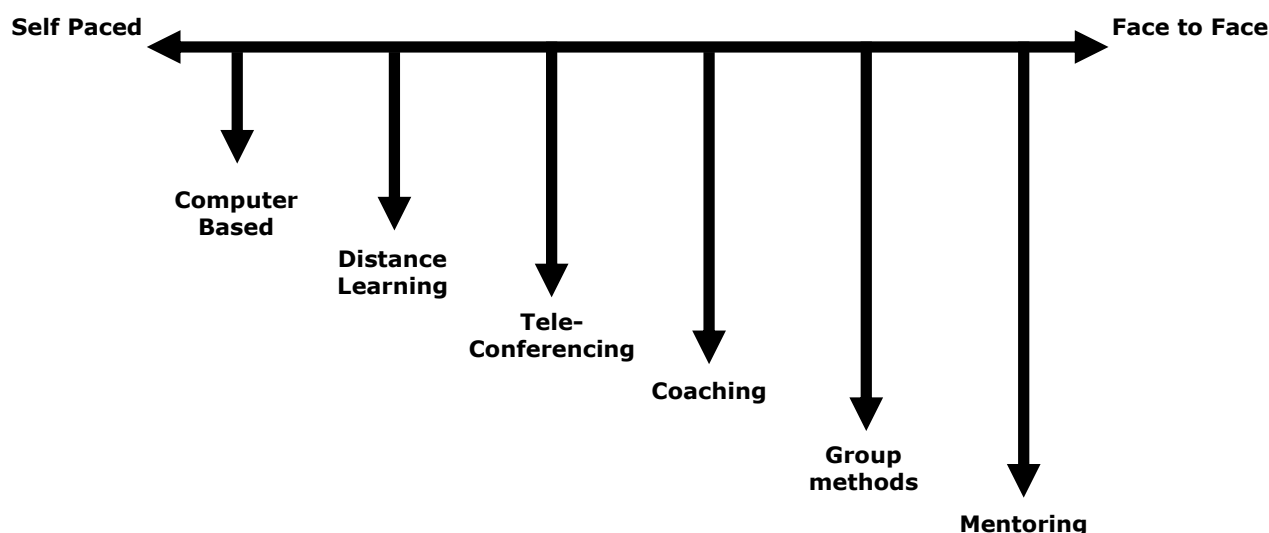 Self Paced
Face to Face
Computer
Based
Distance
Learning
Tele-
Conferencing
Coaching
Group
methods
Mentoring